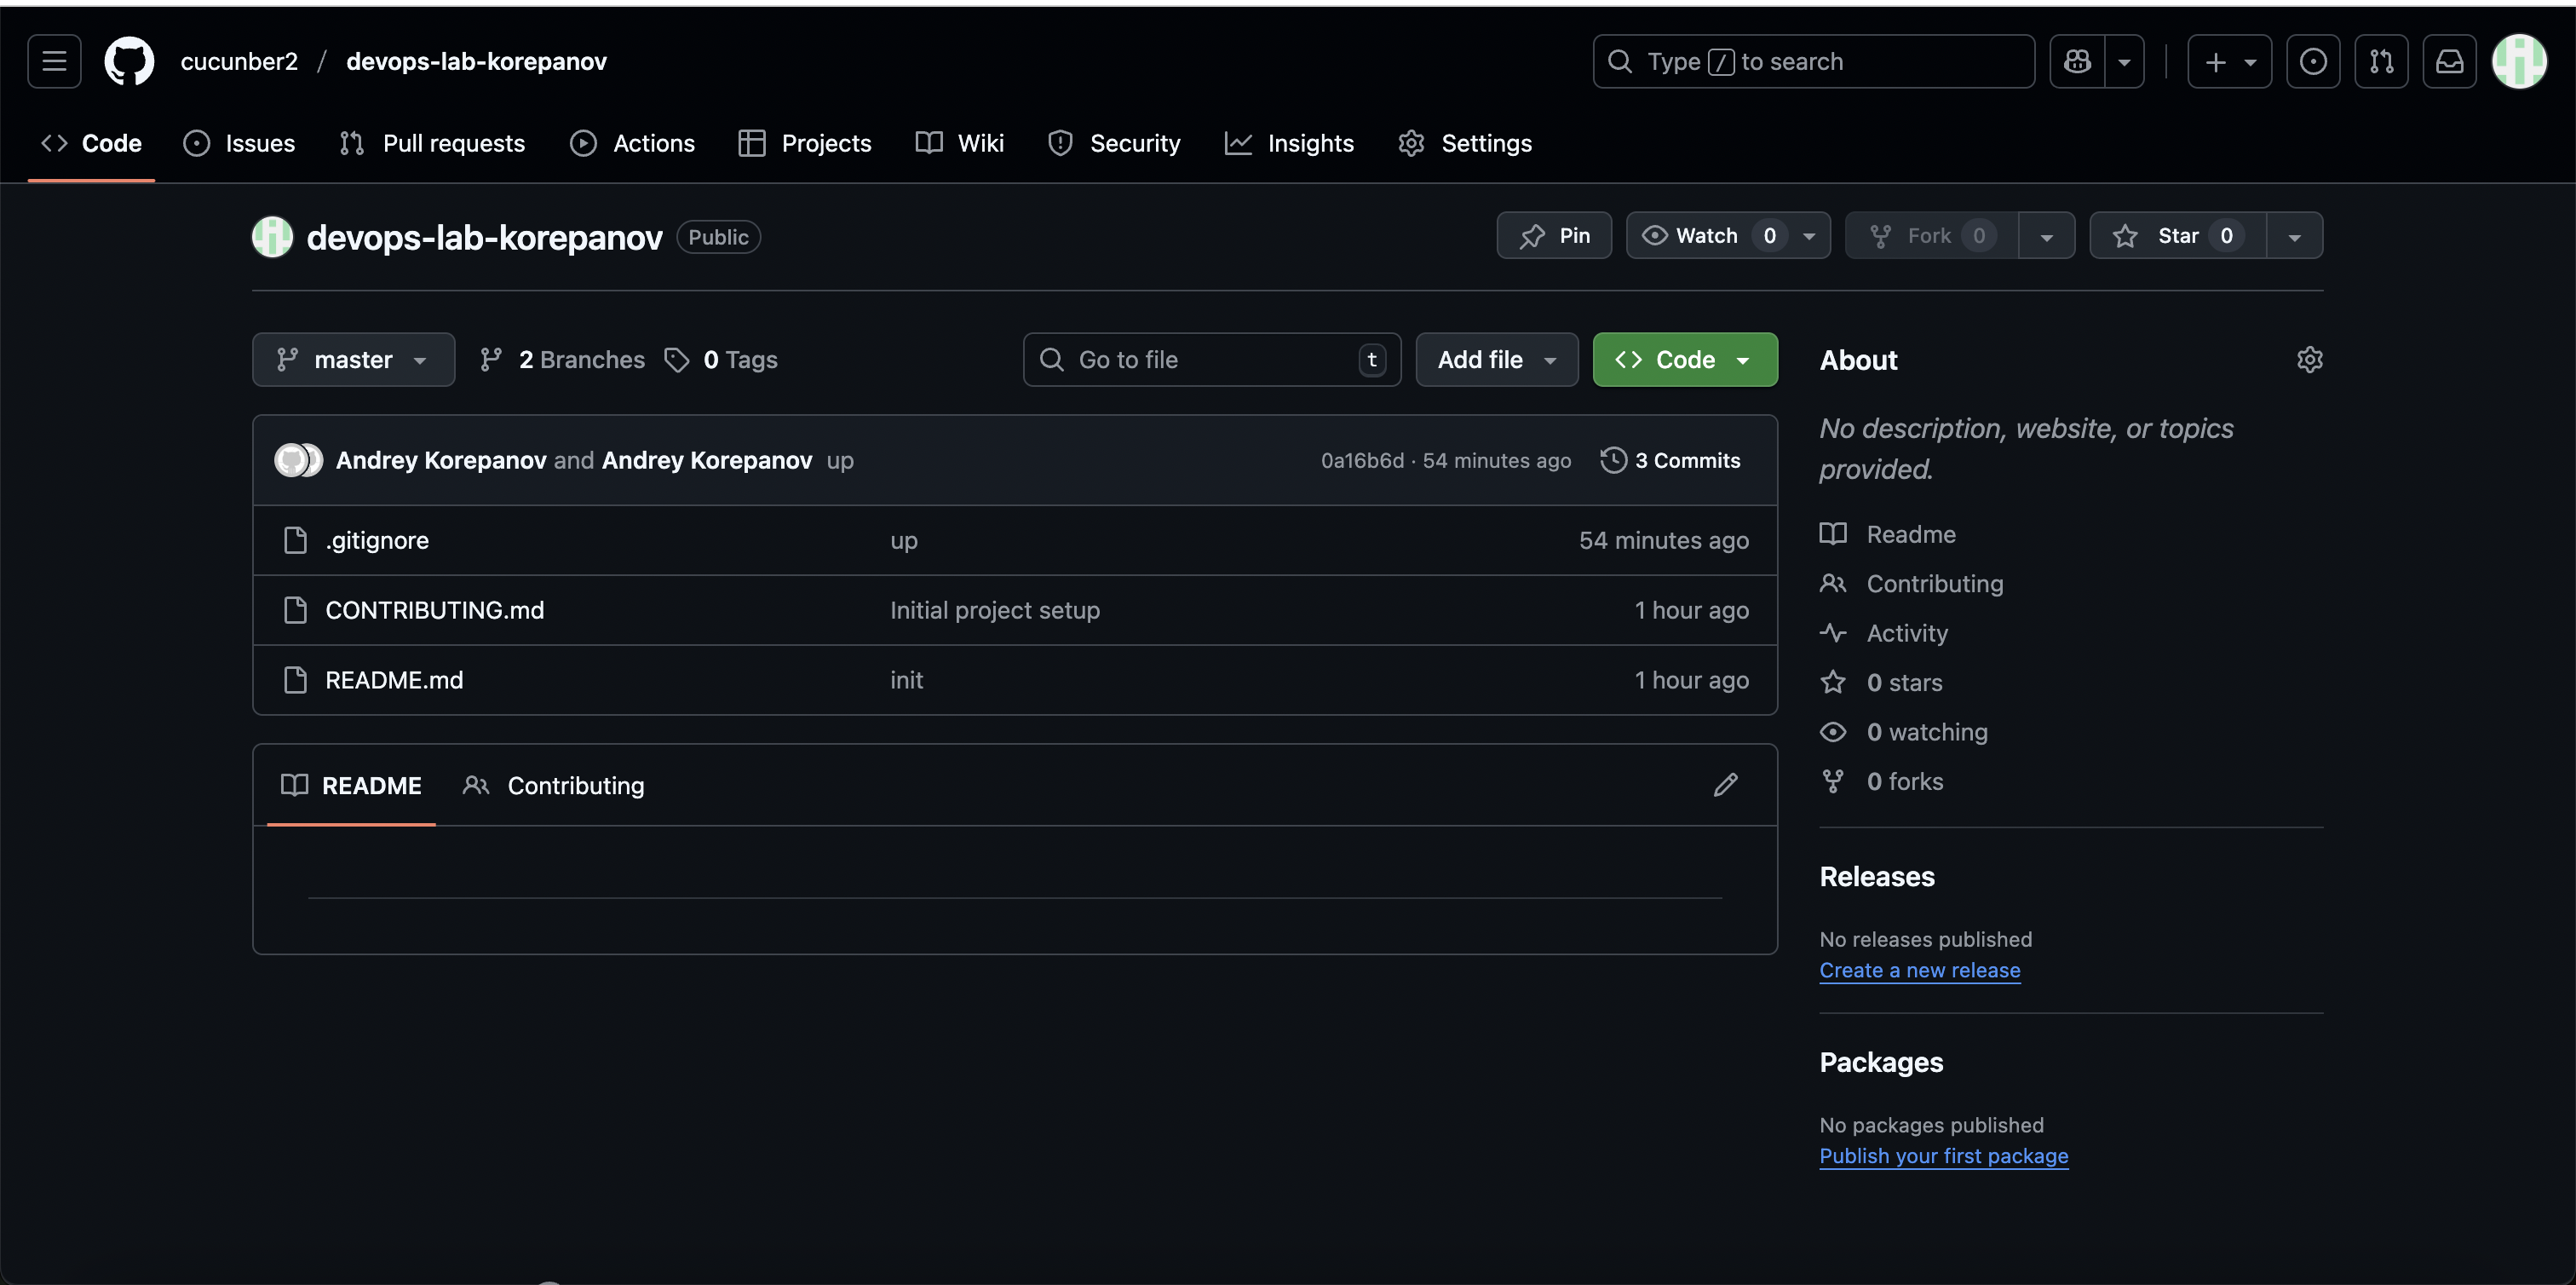 cucunber2 / devops-lab-korepanov
Type / to search
Code Issues Pull requests Actions Projects Wiki Security Insights Settings
devops-lab-korepanov Public
Pin Watch 0 Fork 0 Star 0
master 2 Branches 0 Tags
Go to file t Add file Code
Andrey Korepanov and Andrey Korepanov up 0a16b6d · 54 minutes ago 3 Commits
.gitignore up 54 minutes ago
CONTRIBUTING.md Initial project setup 1 hour ago
README.md init 1 hour ago
README Contributing
About
No description, website, or topics
provided.
Readme
Contributing
Activity
0 stars
0 watching
0 forks
Releases
No releases published
Create a new release
Packages
No packages published
Publish your first package